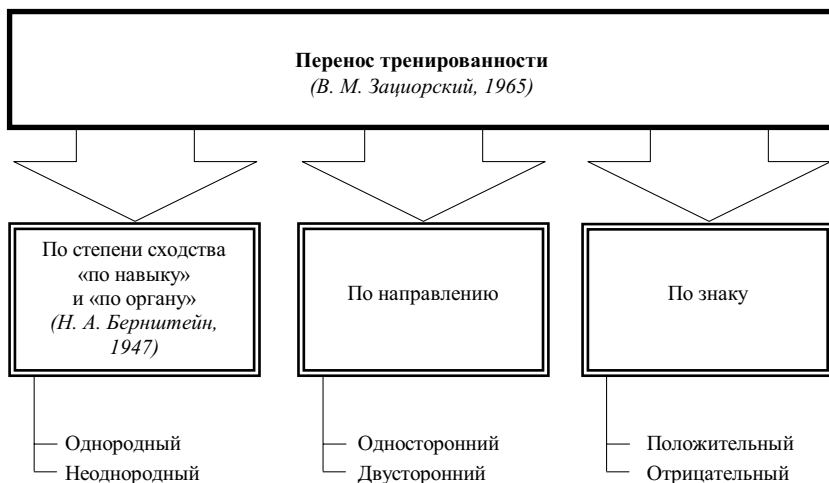 Перенос тренированности
(В. М. Зациорский, 1965)
По степени сходства
«по навыку»
и «по органу»
(Н. А. Бернштейн,
1947)
По направлению
По знаку
Однородный
Неоднородный
Односторонний
Двусторонний
Положительный
Отрицательный